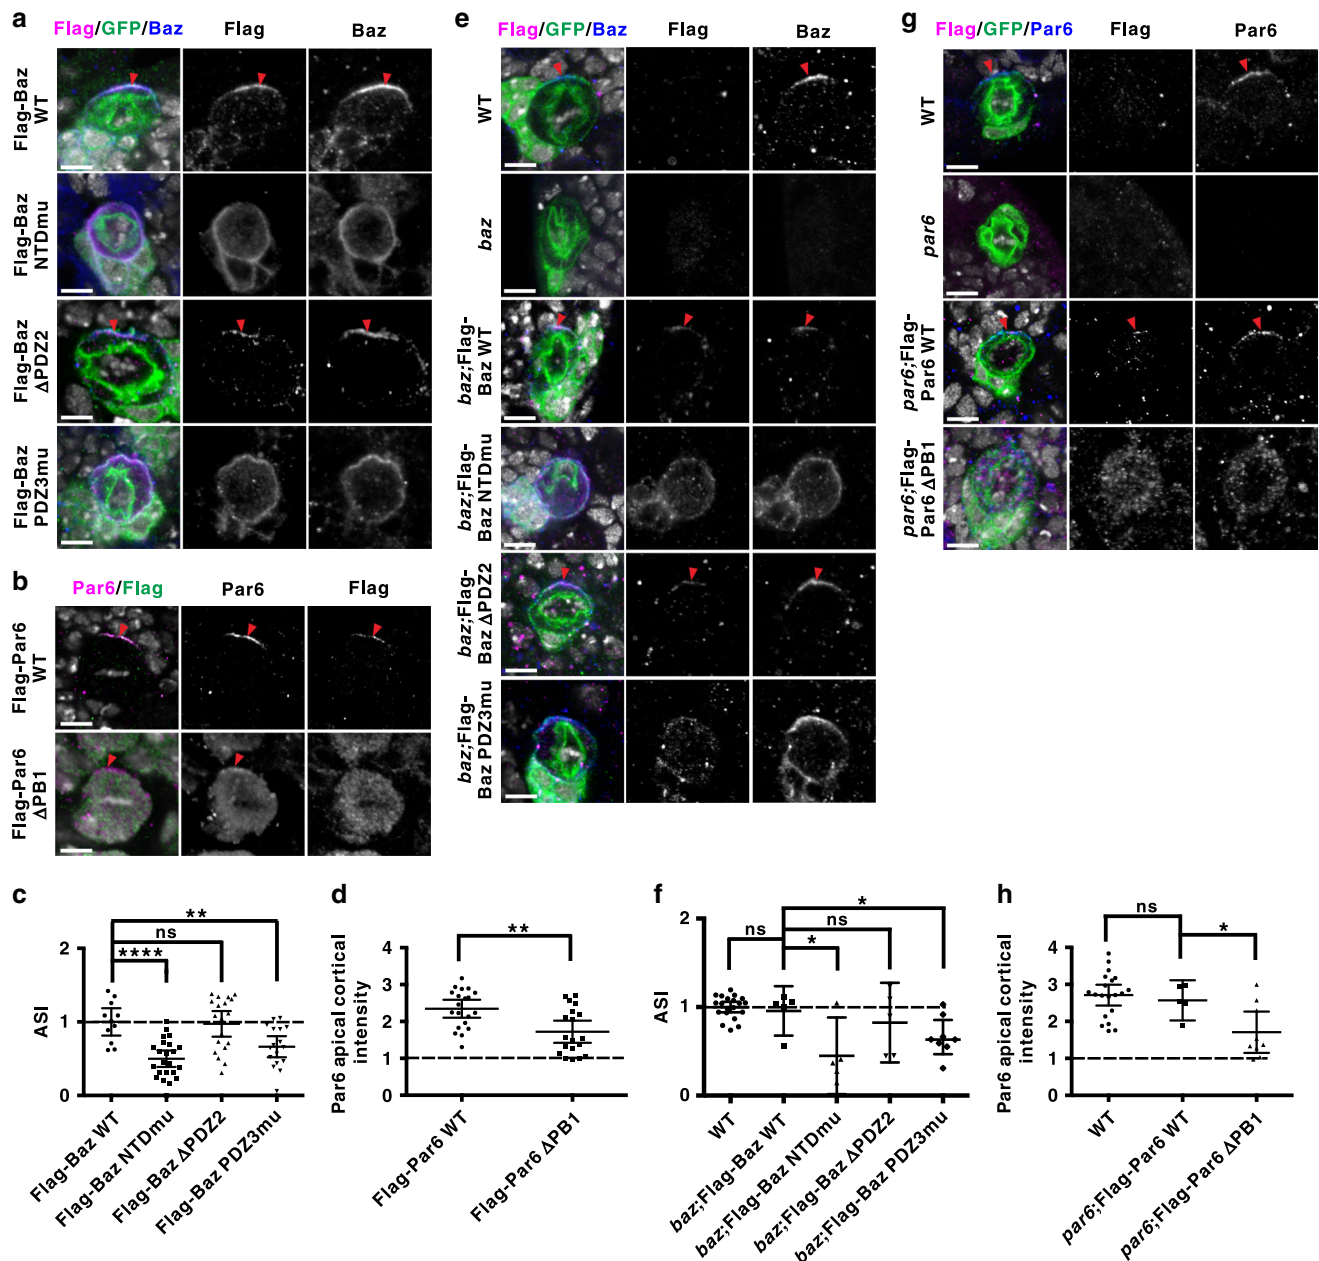 a
Flag/GFP/Baz Flag Baz
Flag-Baz
WT
Flag-Baz
NTDmu
Flag-Baz
ΔPDZ2
Flag-Baz
PDZ3mu
b
Par6/Flag Par6 Flag
Flag-Par6
WT
Flag-Par6
ΔPB1
e
Flag/GFP/Baz Flag Baz
WT
baz
baz;Flag-
Baz WT
baz;Flag-
Baz NTDmu
baz;Flag-
Baz ΔPDZ2
baz;Flag-
Baz PDZ3mu
g
Flag/GFP/Par6 Flag Par6
WT
par6
par6;Flag-
Par6 WT
par6;Flag-
Par6 ΔPB1
c
ASI
2
1
0
**
ns
****
Flag-Baz WT
Flag-Baz NTDmu
Flag-Baz ΔPDZ2
Flag-Baz PDZ3mu
d
Par6 apical cortical
intensity
4
3
2
1
0
**
Flag-Par6 WT
Flag-Par6 ΔPB1
f
ASI
2
1
0
*
ns
ns
*
WT
baz;Flag-Baz WT
baz;Flag-Baz NTDmu
baz;Flag-Baz ΔPDZ2
baz;Flag-Baz PDZ3mu
h
Par6 apical cortical
intensity
4
3
2
1
0
ns
*
WT
par6;Flag-Par6 WT
par6;Flag-Par6 ΔPB1